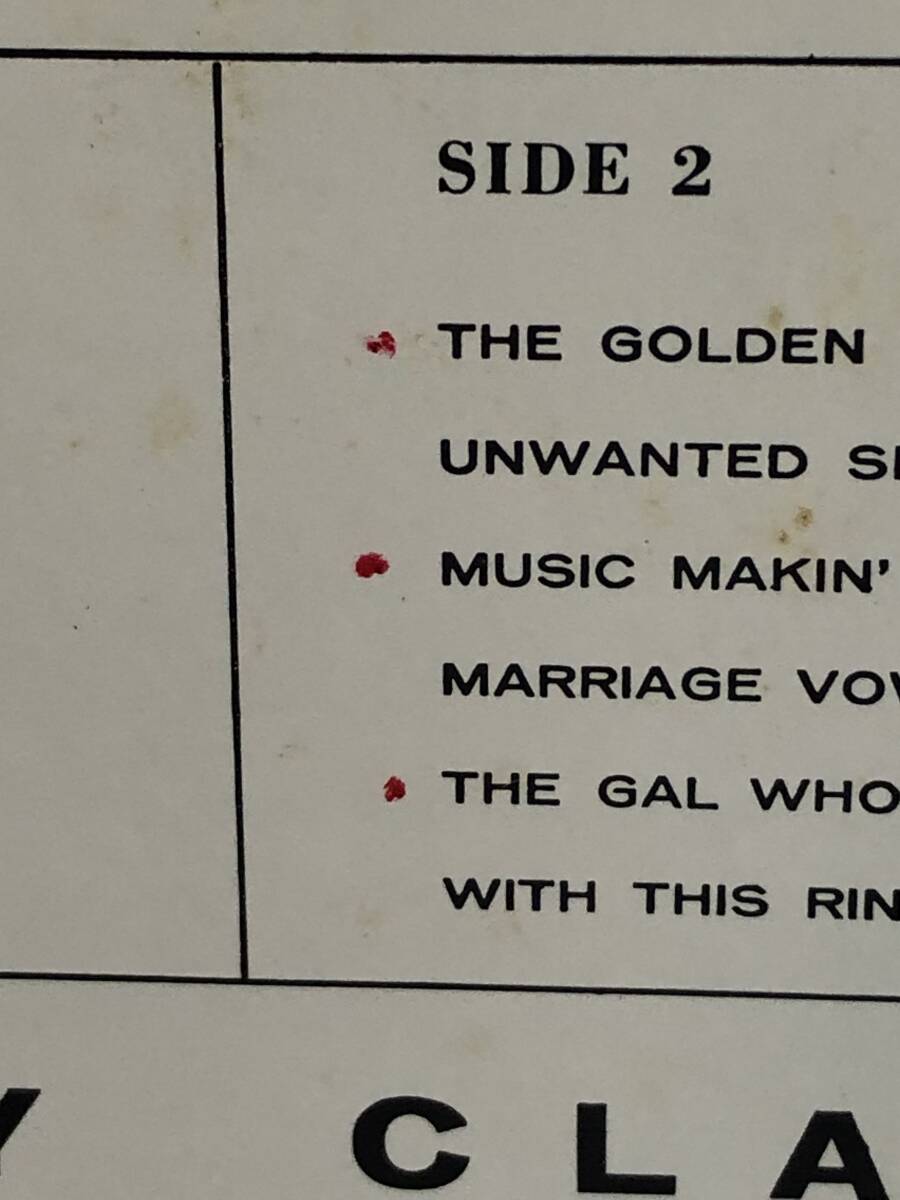 SIDE 2
THE GOLDEN
UNWANTED
MUSIC MAKIN'
MARRIAGE
THE GAL WHO
WITH THIS